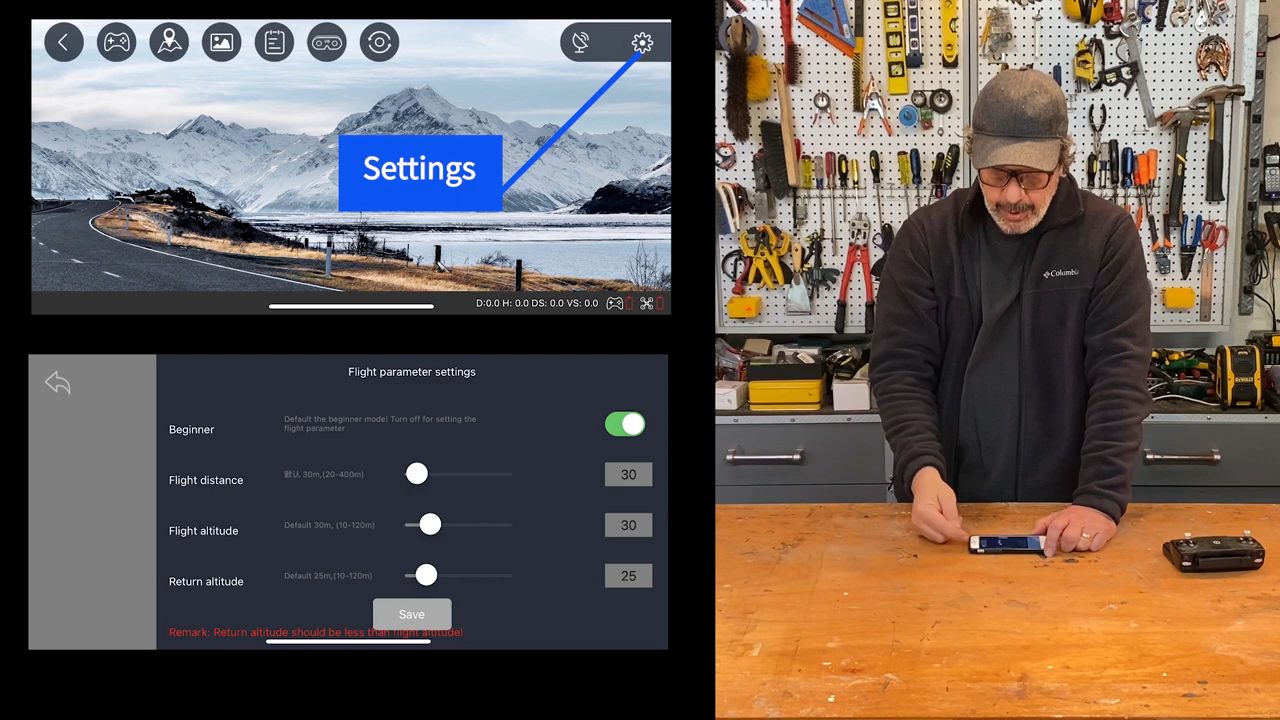 Settings
D:0.0 H: 0.0 DS: 0.0 VS: 0.0
Flight parameter settings
Beginner
Default the beginner mode! Turn off for setting the
flight parameter
Flight distance
默认 30m,(20-400m)
30
Flight altitude
Default 30m, (10-120m)
30
Return altitude
Default 25m,(10-120m)
25
Save
Remark: Return altitude should be less than flight altitude!
Columbia
DEWALT